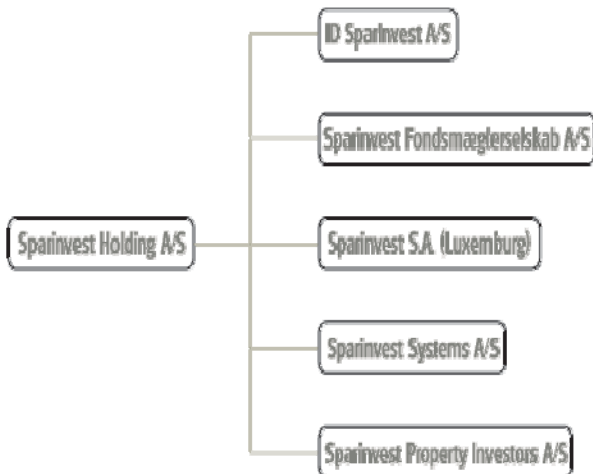 ID Sparinvest A/S
Sparinvest Fondsmæglerselskab A/S
Sparinvest Holding A/S
Sparinvest S.A. (Luxemburg)
Sparinvest Systems A/S
Sparinvest Property Investors A/S